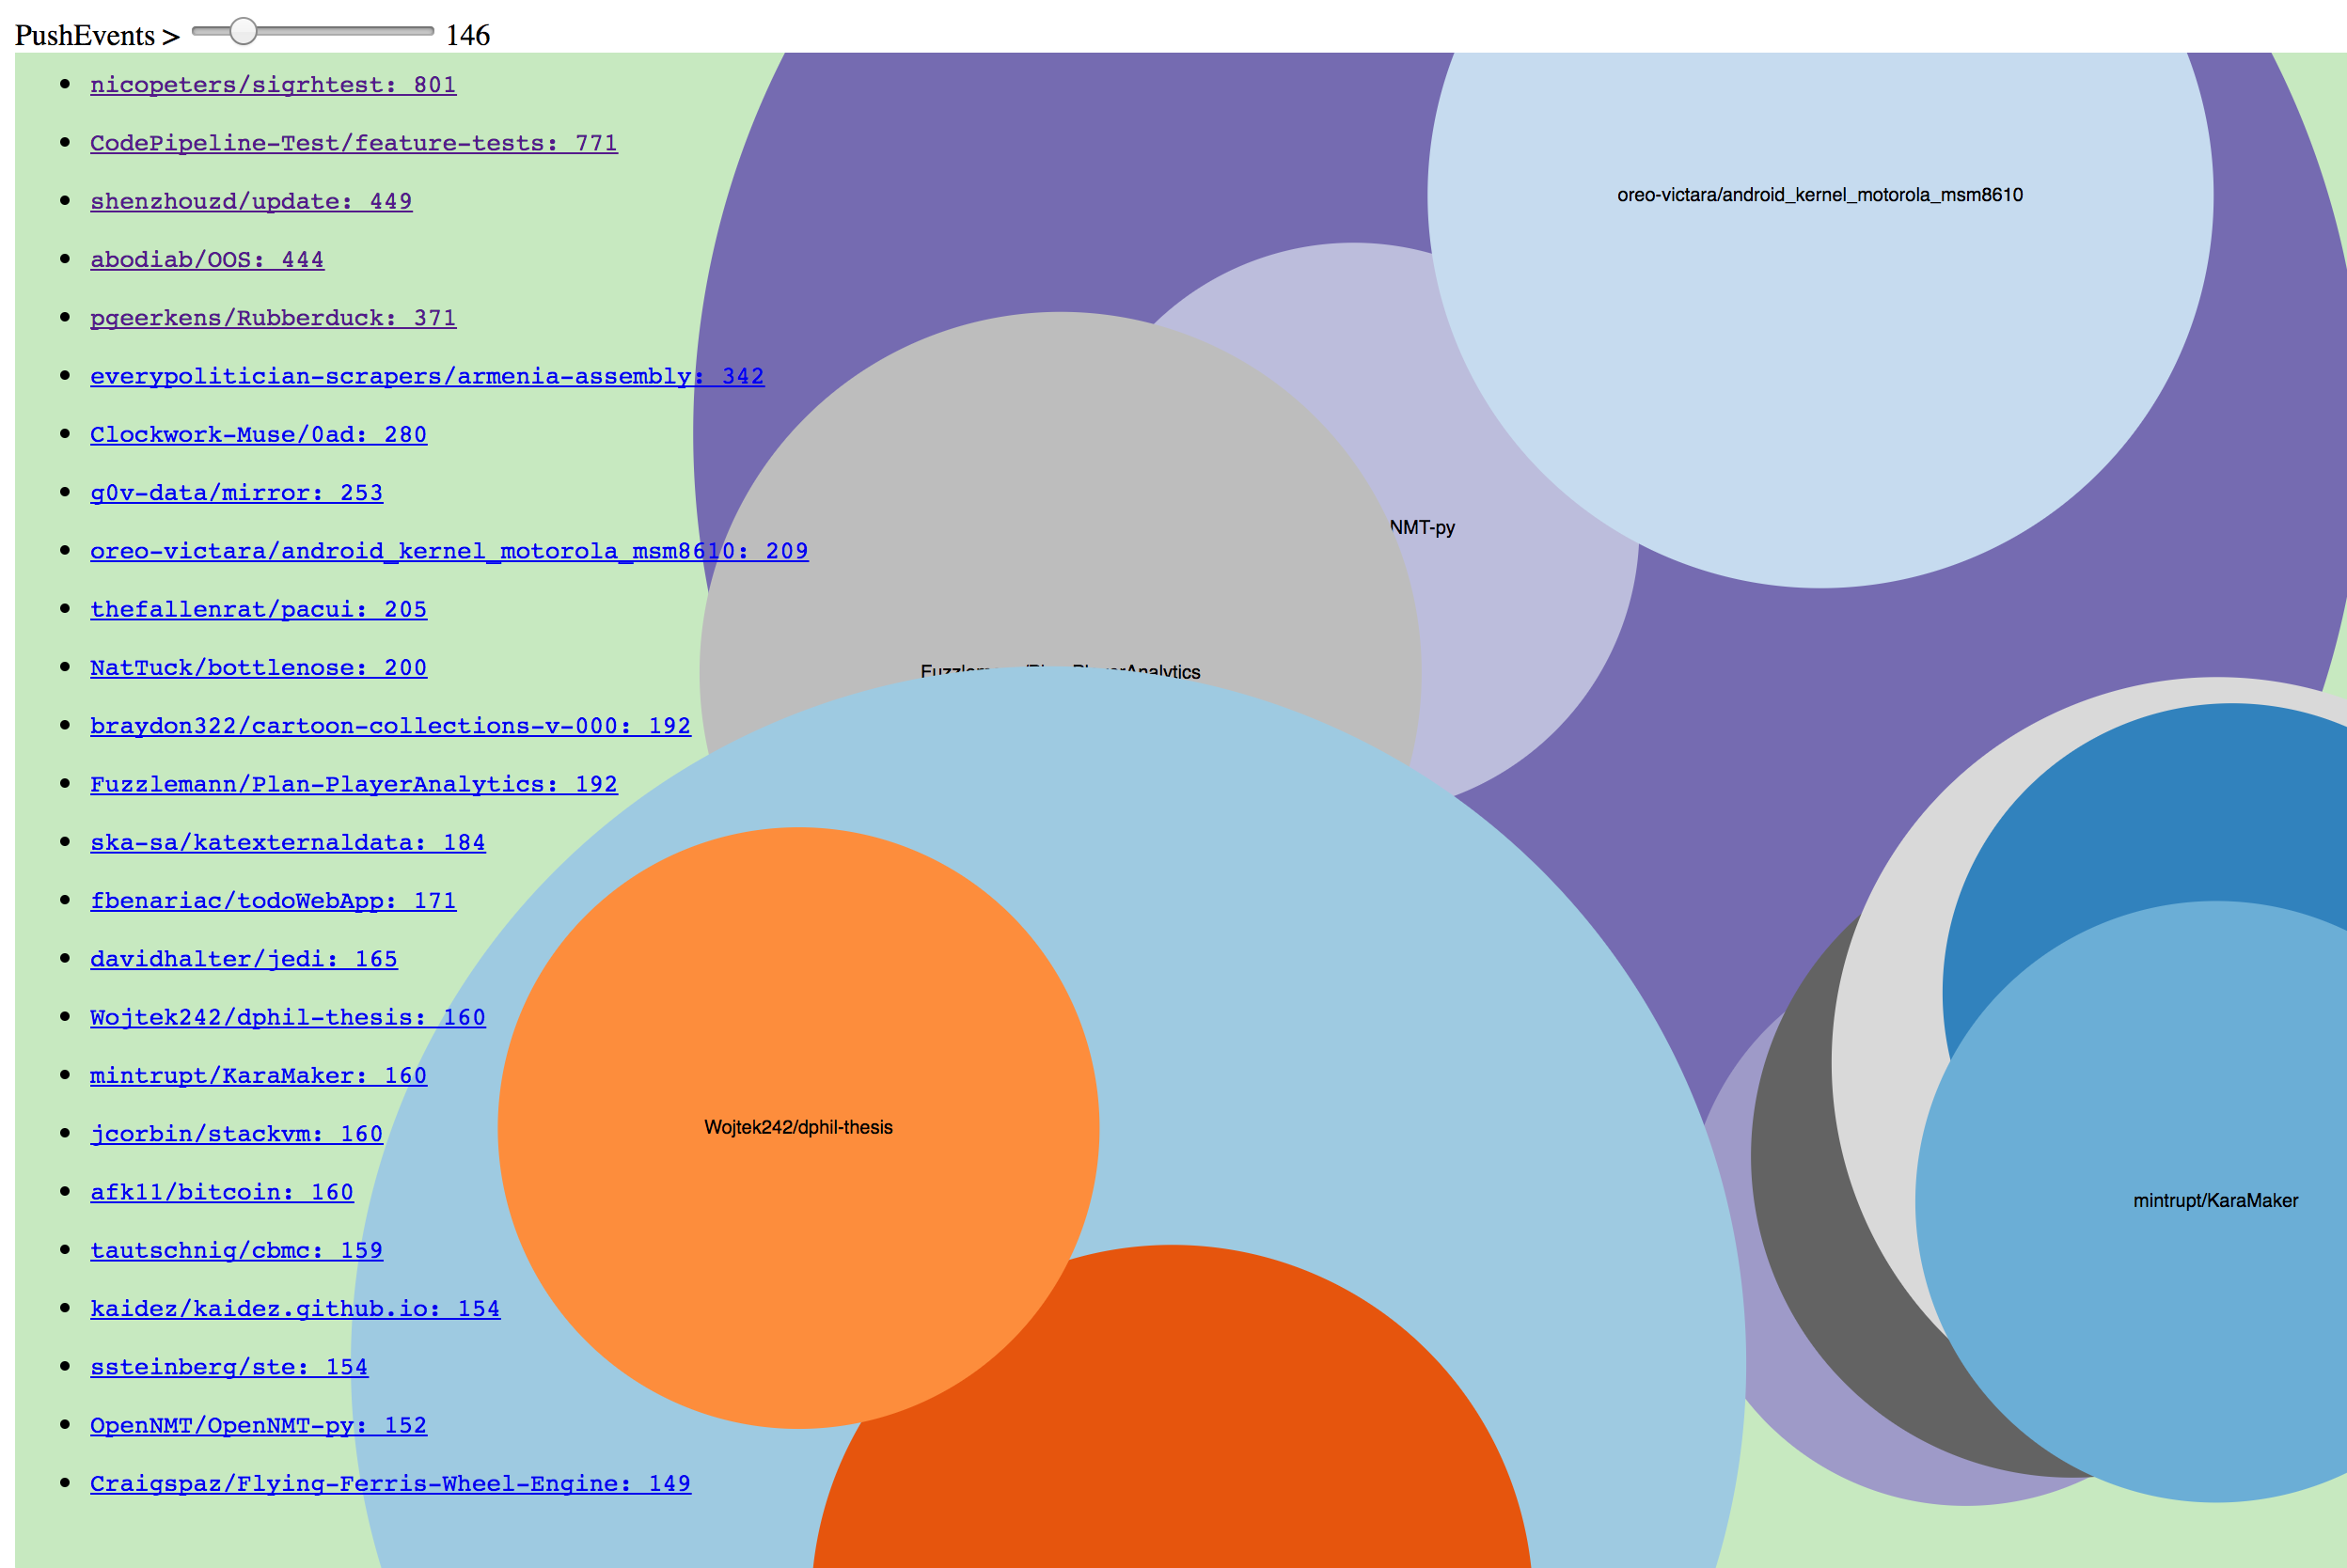 PushEvents > 146
nicopeters/sigrhtest: 801
CodePipeline-Test/feature-tests: 771
shenzhouzd/update: 449
abodiab/OOS: 444
pgeerkens/Rubberduck: 371
everypolitician-scrapers/armenia-assembly: 342
Clockwork-Muse/0ad: 280
g0v-data/mirror: 253
oreo-victara/android_kernel_motorola_msm8610: 209
thefallenrat/pacui: 205
NatTuck/bottlenose: 200
braydon322/cartoon-collections-v-000: 192
Fuzzlemann/Plan-PlayerAnalytics: 192
ska-sa/katexternaldata: 184
fbenariac/todoWebApp: 171
davidhalter/jedi: 165
Wojtek242/dphil-thesis: 160
mintrupt/KaraMaker: 160
jcorbin/stackvm: 160
afk11/bitcoin: 160
tautschnig/cbmc: 159
kaidez/kaidez.github.io: 154
ssteinberg/ste: 154
OpenNMT/OpenNMT-py: 152
Craigspaz/Flying-Ferris-Wheel-Engine: 149
oreo-victara/android_kernel_motorola_msm8610
NMT-py
Fuzzlemann/Plan-PlayerAnalytics
Wojtek242/dphil-thesis
mintrupt/KaraMaker